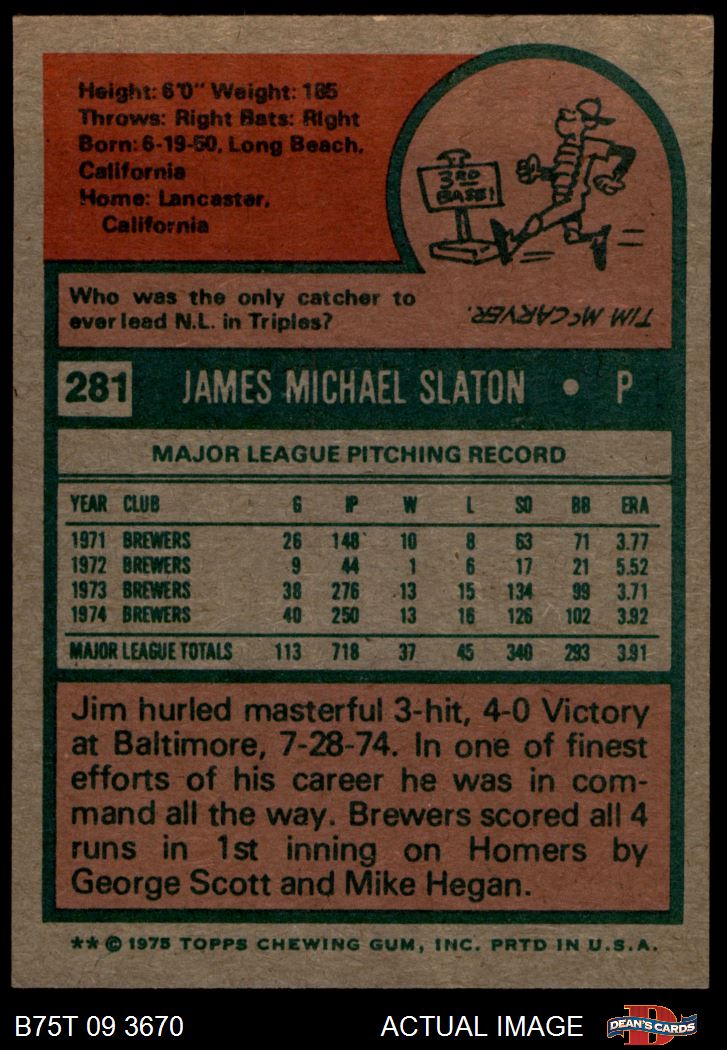 Height: 6'0" Weight: 185
Throws: Right Bats: Right
Born: 6-19-50, Long Beach,
California
Home: Lancaster,
California
3RD
BASE!
Who was the only catcher to
ever lead N.L. in Triples?
TIM McCARVER.
281 JAMES MICHAEL SLATON • P
MAJOR LEAGUE PITCHING RECORD
YEAR CLUB G IP W L SO BB ERA
1971 BREWERS 26 148 10 8 63 71 3.77
1972 BREWERS 9 44 1 6 17 21 5.52
1973 BREWERS 38 276 13 15 134 99 3.71
1974 BREWERS 40 250 13 16 126 102 3.92
MAJOR LEAGUE TOTALS 113 718 37 45 340 293 3.91
Jim hurled masterful 3-hit, 4-0 Victory
at Baltimore, 7-28-74. In one of finest
efforts of his career he was in com-
mand all the way. Brewers scored all 4
runs in 1st inning on Homers by
George Scott and Mike Hegan.
** © 1975 TOPPS CHEWING GUM, INC. PRTD IN U.S.A.
B75T 09 3670 ACTUAL IMAGE D DEAN'S CARDS